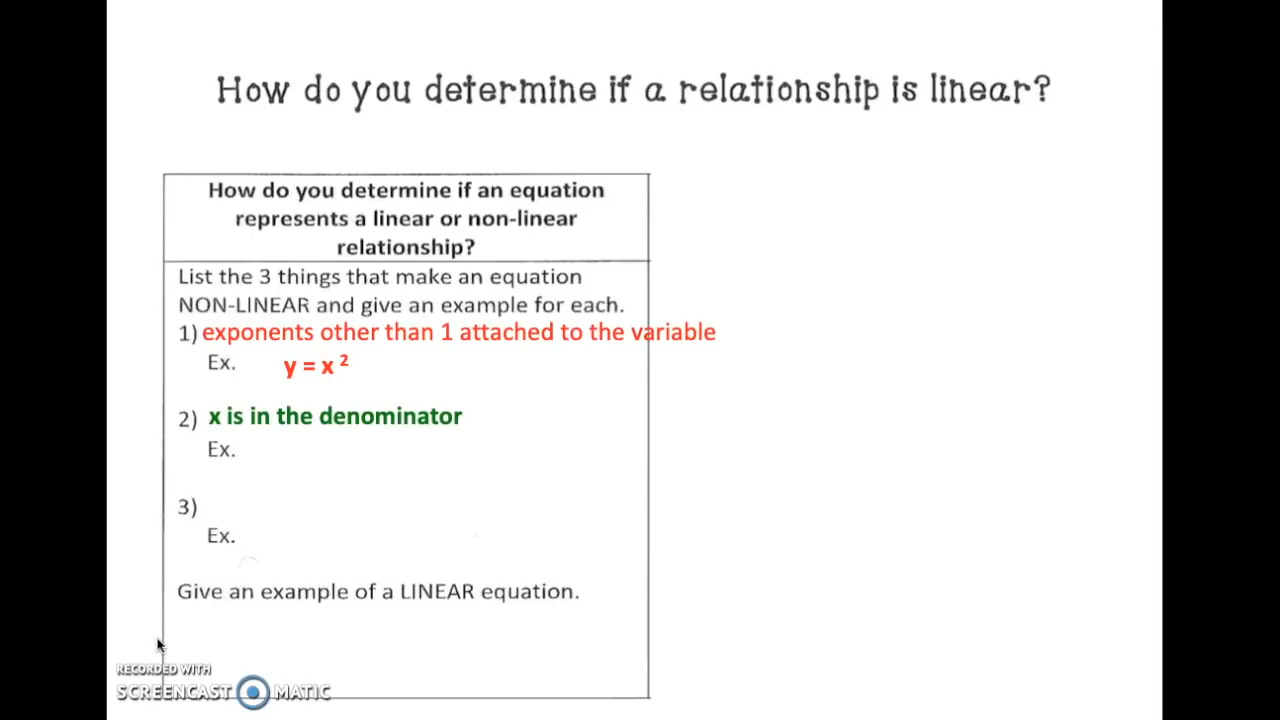 How do you determine if a relationship is linear?
How do you determine if an equation
represents a linear or non-linear
relationship?
List the 3 things that make an equation
NON-LINEAR and give an example for each.
1) exponents other than 1 attached to the variable
Ex. y = x ²
2) x is in the denominator
Ex.
3)
Ex.
Give an example of a LINEAR equation.
RECORDED WITH
SCREENCAST MATIC